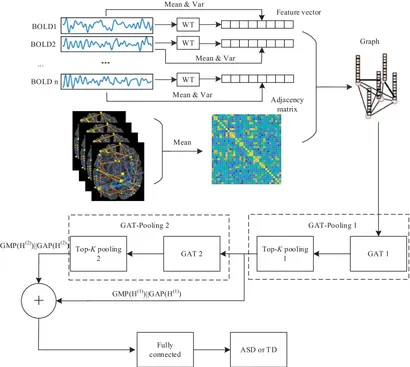 Mean & Var
Feature vector
BOLD1
WT
BOLD2
WT
Mean & Var
Graph
...
...
BOLD n
WT
Mean & Var
Adjacency
matrix
Mean
GAT-Pooling 2
GAT-Pooling 1
GMP(H⁽²⁾)||GAP(H⁽²⁾)
Top-K pooling
2
GAT 2
Top-K pooling
1
GAT 1
GMP(H⁽¹⁾)||GAP(H⁽¹⁾)
+
Fully
connected
ASD or TD